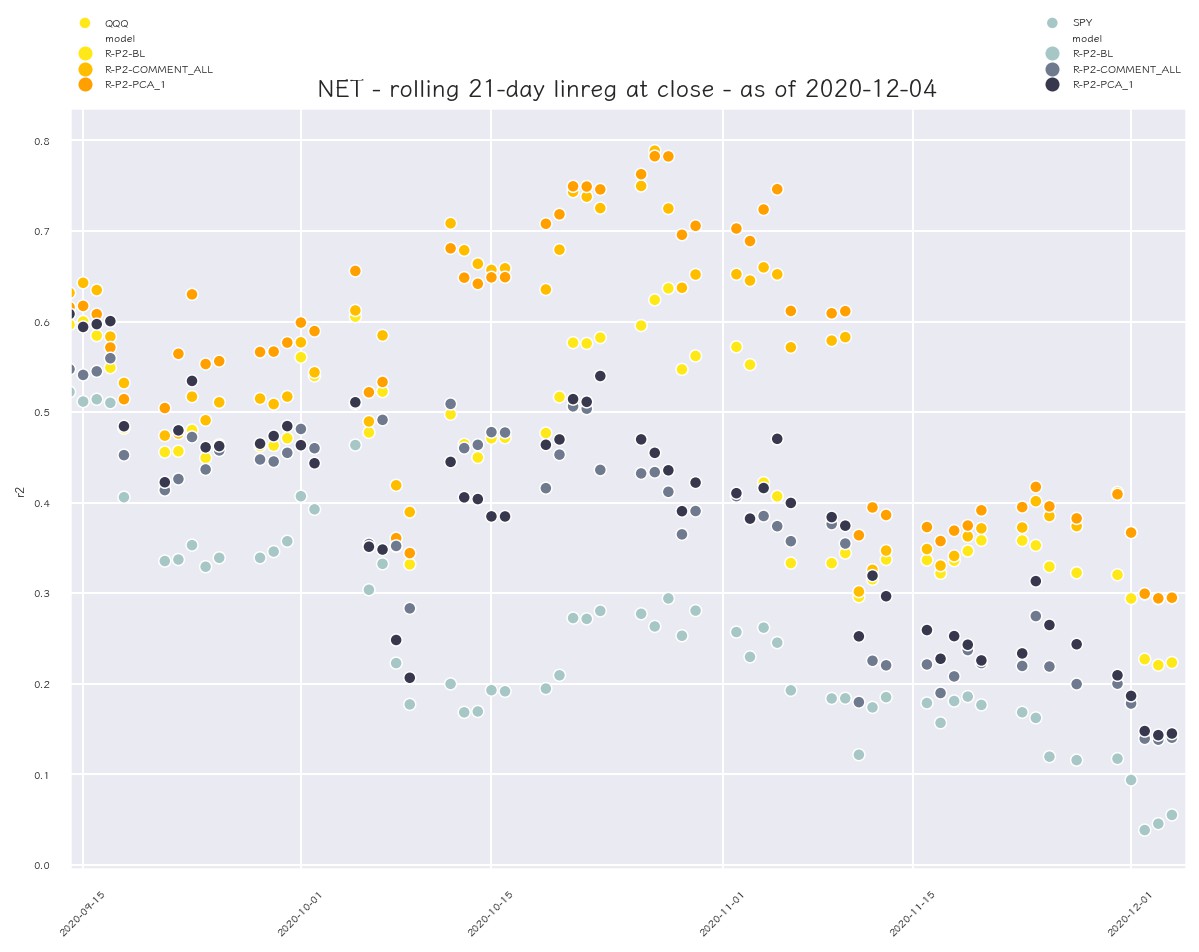 QQQ
model
R-P2-BL
R-P2-COMMENT_ALL
R-P2-PCA_1
SPY
model
R-P2-BL
R-P2-COMMENT_ALL
R-P2-PCA_1
NET - rolling 21-day linreg at close - as of 2020-12-04
r2
0.8
0.7
0.6
0.5
0.4
0.3
0.2
0.1
0.0
2020-09-15
2020-10-01
2020-10-15
2020-11-01
2020-11-15
2020-12-01